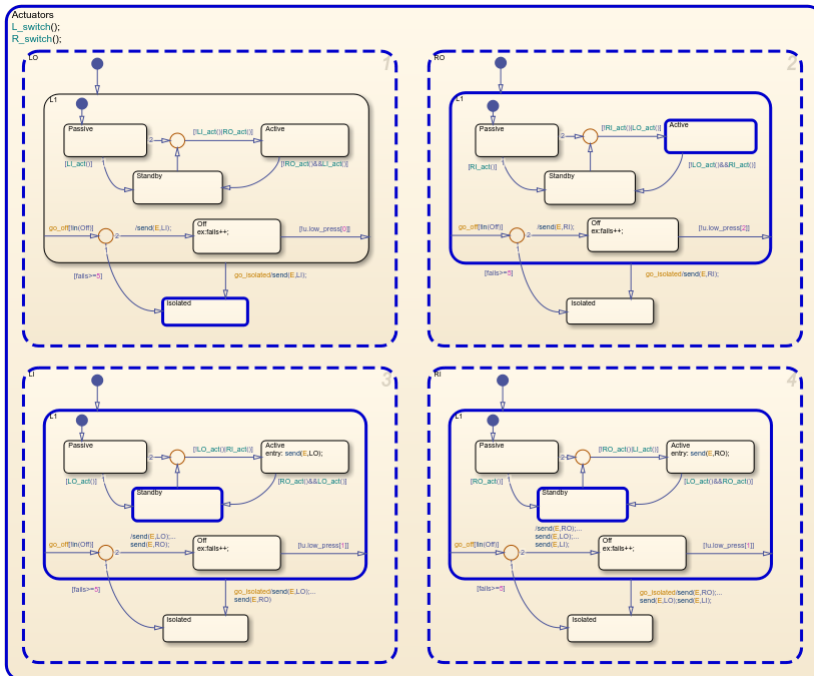 Actuators
L_switch();
R_switch();
LO
1
L1
Passive
2
[!LI_act()|RO_act()]
Active
[LI_act()]
Standby
[!RO_act()&&LI_act()]
go_off[!in(Off)]
2
/send(E,LI);
Off
ex:fails++;
[!u.low_press[0]]
[fails>=5]
go_isolated/send(E,LI);
Isolated
RO
2
L1
Passive
2
[!RI_act()|LO_act()]
Active
[RI_act()]
Standby
[!LO_act()&&RI_act()]
go_off[!in(Off)]
2
/send(E,RI);
Off
ex:fails++;
[!u.low_press[2]]
[fails>=5]
go_isolated/send(E,RI);
Isolated
LI
3
L1
Passive
2
[!LO_act()|RI_act()]
Active
entry: send(E,LO);
[LO_act()]
Standby
[RO_act()&&LO_act()]
go_off[!in(Off)]
2
/send(E,LO);...
send(E,RO);
Off
ex:fails++;
[!u.low_press[1]]
[fails>=5]
go_isolated/send(E,LO);...
send(E,RO)
Isolated
RI
4
L1
Passive
2
[!RO_act()|LI_act()]
Active
entry: send(E,RO);
[RO_act()]
Standby
[LO_act()&&RO_act()]
go_off[!in(Off)]
2
/send(E,RO);...
send(E,LO);...
send(E,LI);
Off
ex:fails++;
[!u.low_press[1]]
[fails>=5]
go_isolated/send(E,RO);...
send(E,LO);send(E,LI);
Isolated